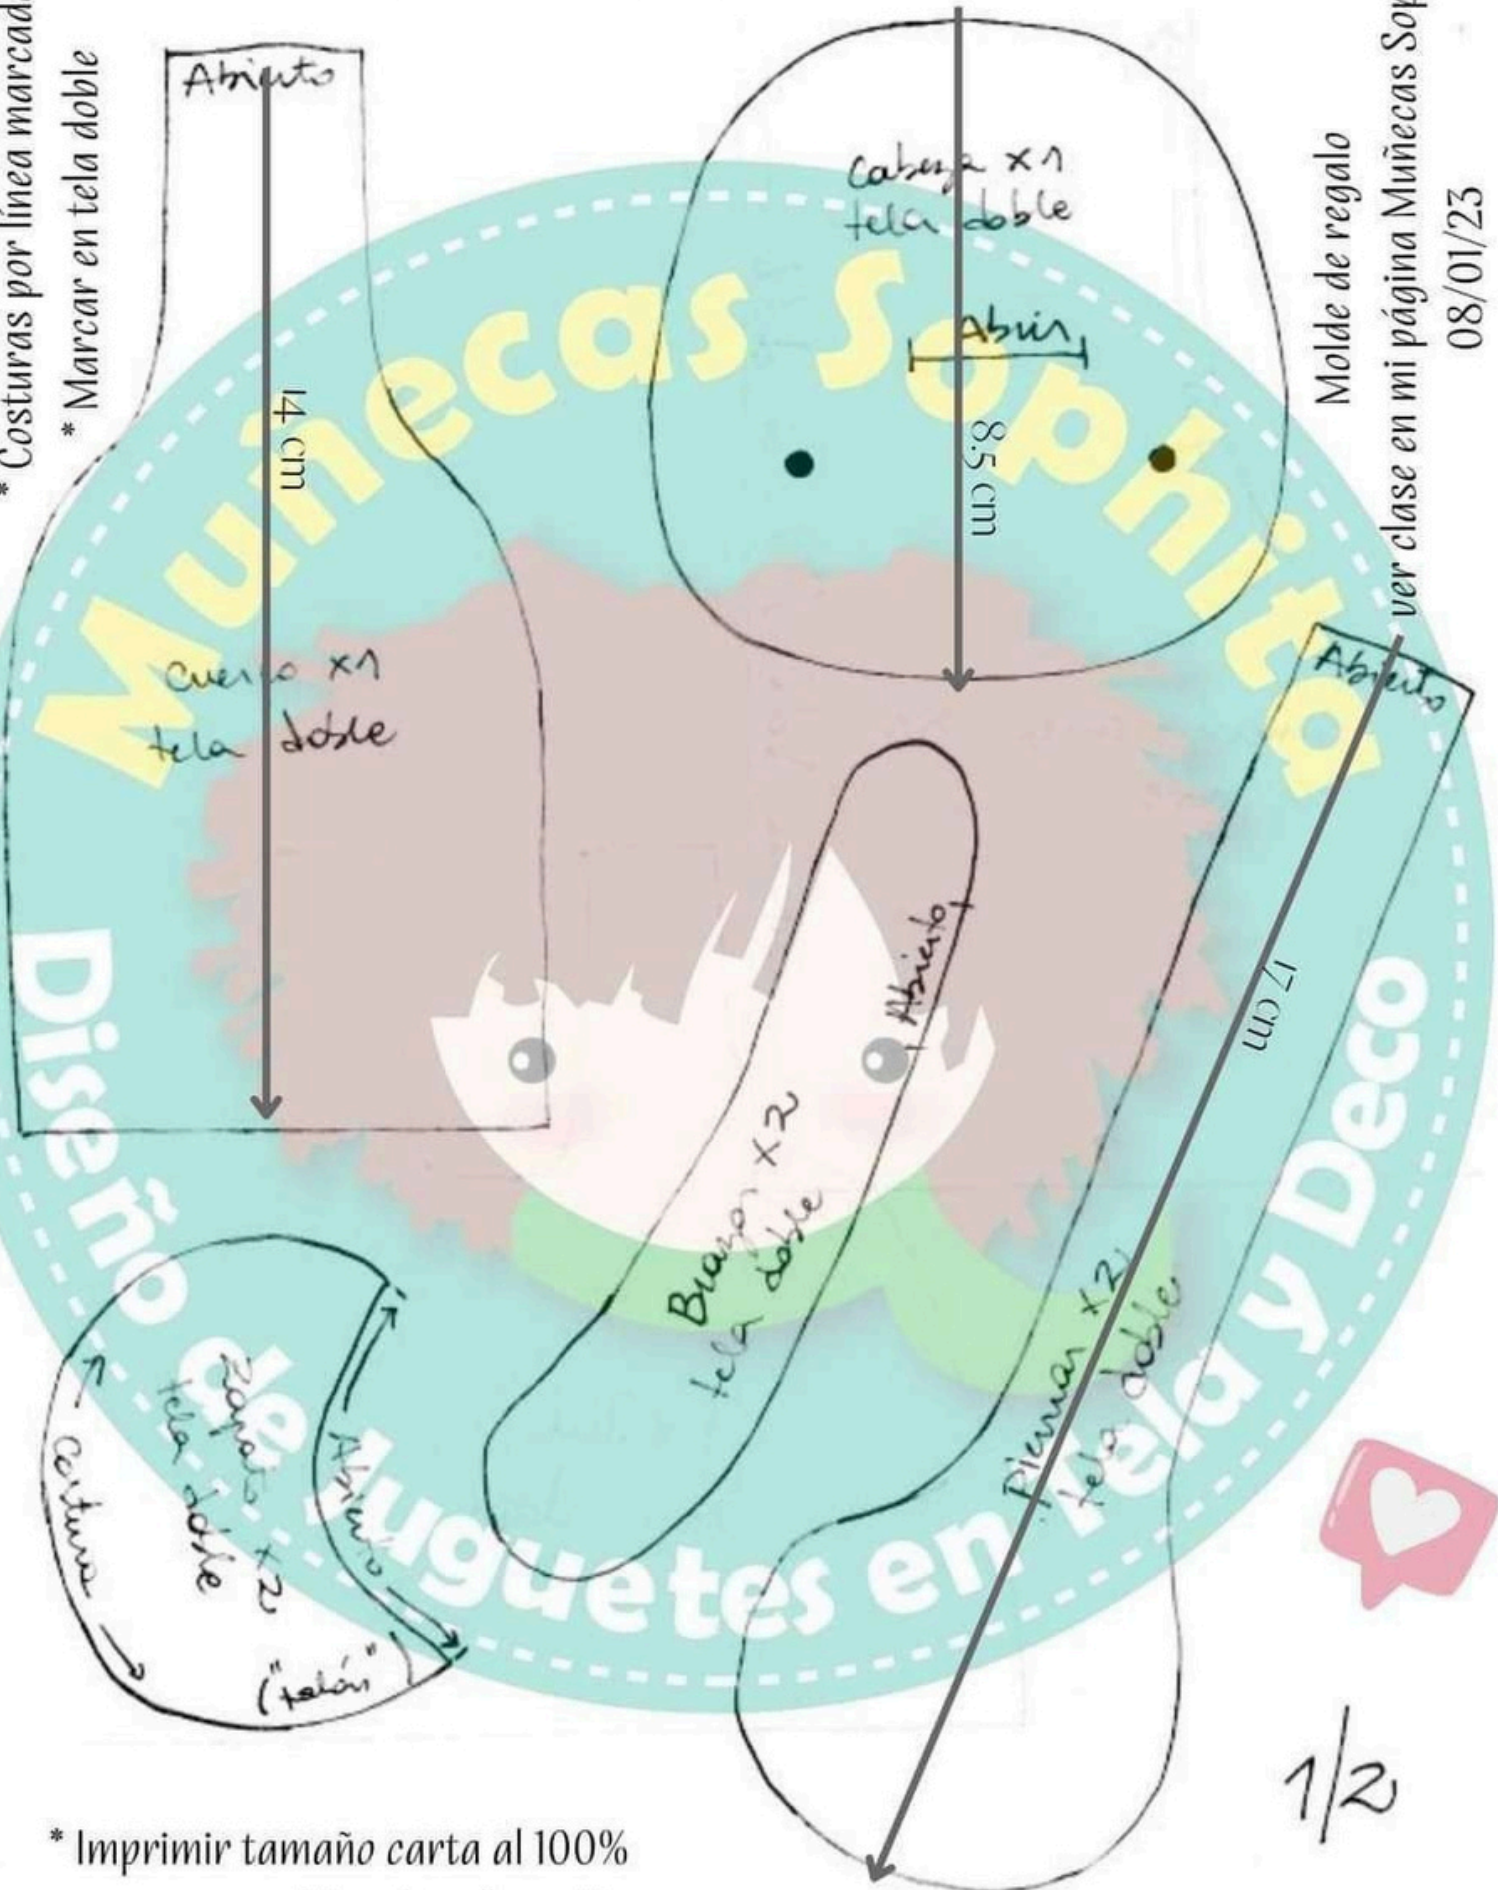 * Costuras por línea marcad
* Marcar en tela doble
Abierto
14 cm
Cuerpo x1
tela doble
Cabeza x1
tela doble
Abrir
8.5 cm
Molde de regalo
ver clase en mi página Muñecas Sop
08/01/23
Muñecas Sophita
Abierto
17 cm
Piernas x2
tela doble
Abierto
Brazos x2
tela doble
Zapatos x2
tela doble
Abierto
Costura
("talón")
Diseño de Juguetes en Tela y Deco
1/2
* Imprimir tamaño carta al 100%